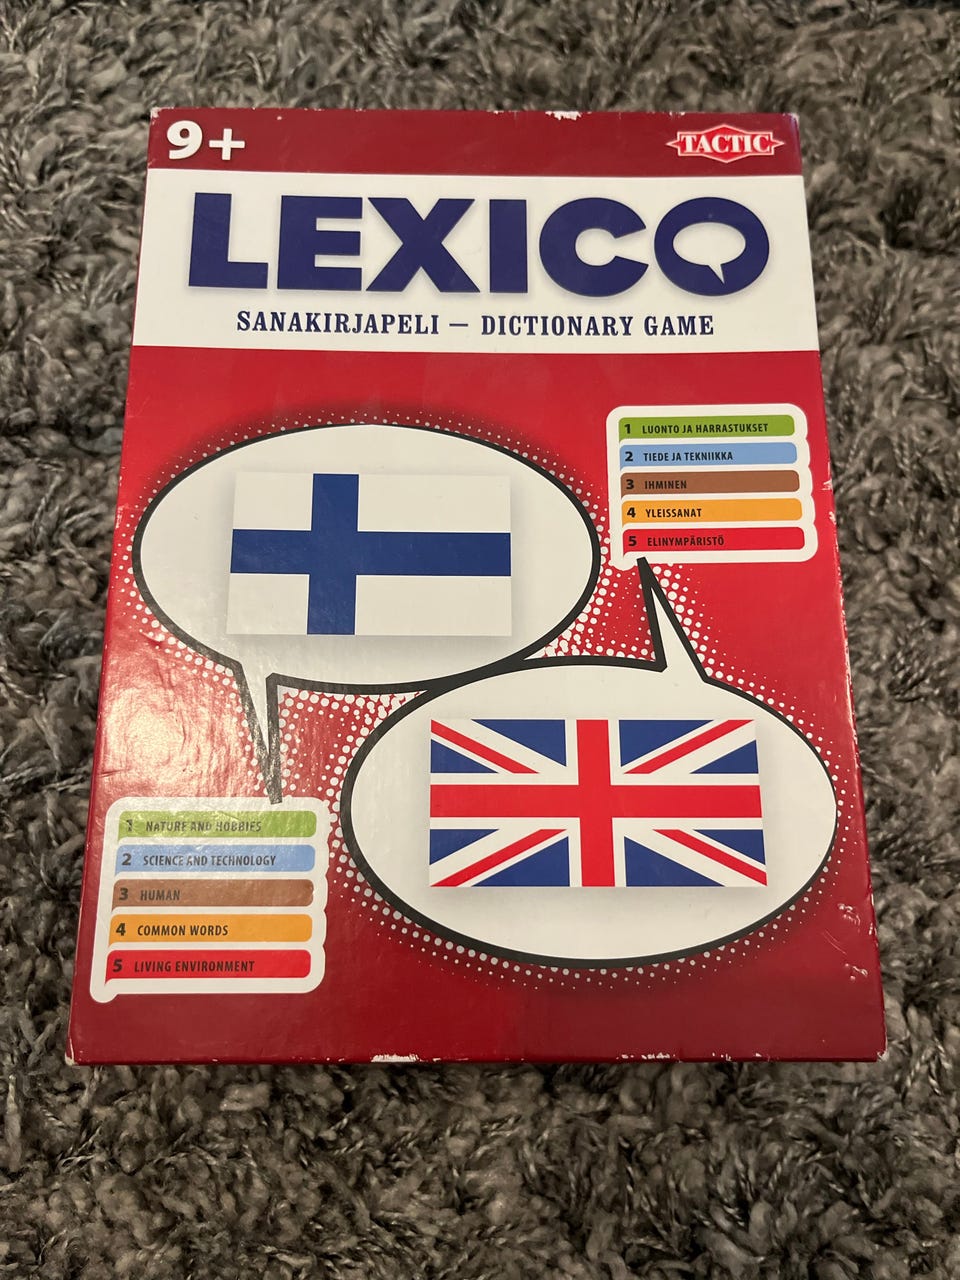 9+
TACTIC
LEXICO
SANAKIRJAPELI – DICTIONARY GAME
1 LUONTO JA HARRASTUKSET
2 TIEDE JA TEKNIIKKA
3 IHMINEN
4 YLEISSANAT
5 ELINYMPÄRISTÖ
1 NATURE AND HOBBIES
2 SCIENCE AND TECHNOLOGY
3 HUMAN
4 COMMON WORDS
5 LIVING ENVIRONMENT